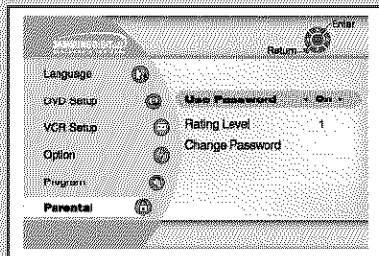 Enter
Return
Language
DVD Setup
Use Password On
VCR Setup
Rating Level 1
Option
Change Password
Program
Parental